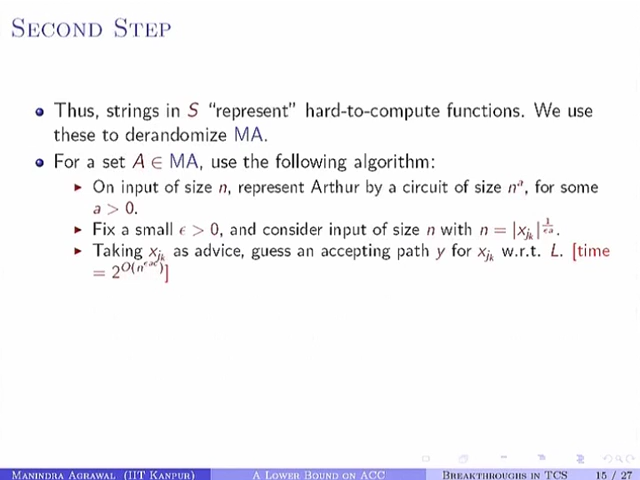 SECOND STEP
Thus, strings in S “represent” hard-to-compute functions. We use
these to derandomize MA.
For a set A ∈ MA, use the following algorithm:
On input of size n, represent Arthur by a circuit of size nᵃ, for some
a > 0.
Fix a small ϵ > 0, and consider input of size n with n = |x_{j_k}|^{\frac{1}{ϵa}}.
Taking x_{j_k} as advice, guess an accepting path y for x_{j_k} w.r.t. L. [time
= 2^{O(n^{ϵac})}]
MANINDRA AGRAWAL (IIT KANPUR) A LOWER BOUND ON ACC BREAKTHROUGHS IN TCS 15 / 27